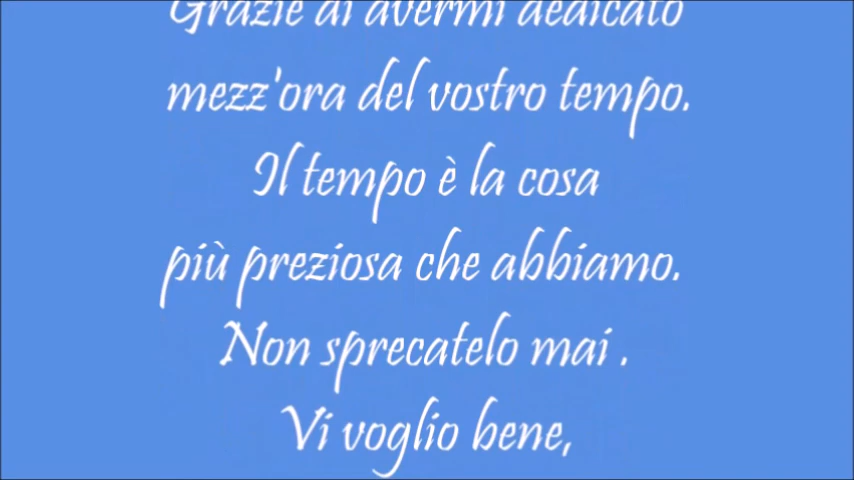 Grazie di avermi dedicato
mezz'ora del vostro tempo.
Il tempo è la cosa
più preziosa che abbiamo.
Non sprecatelo mai .
Vi voglio bene,